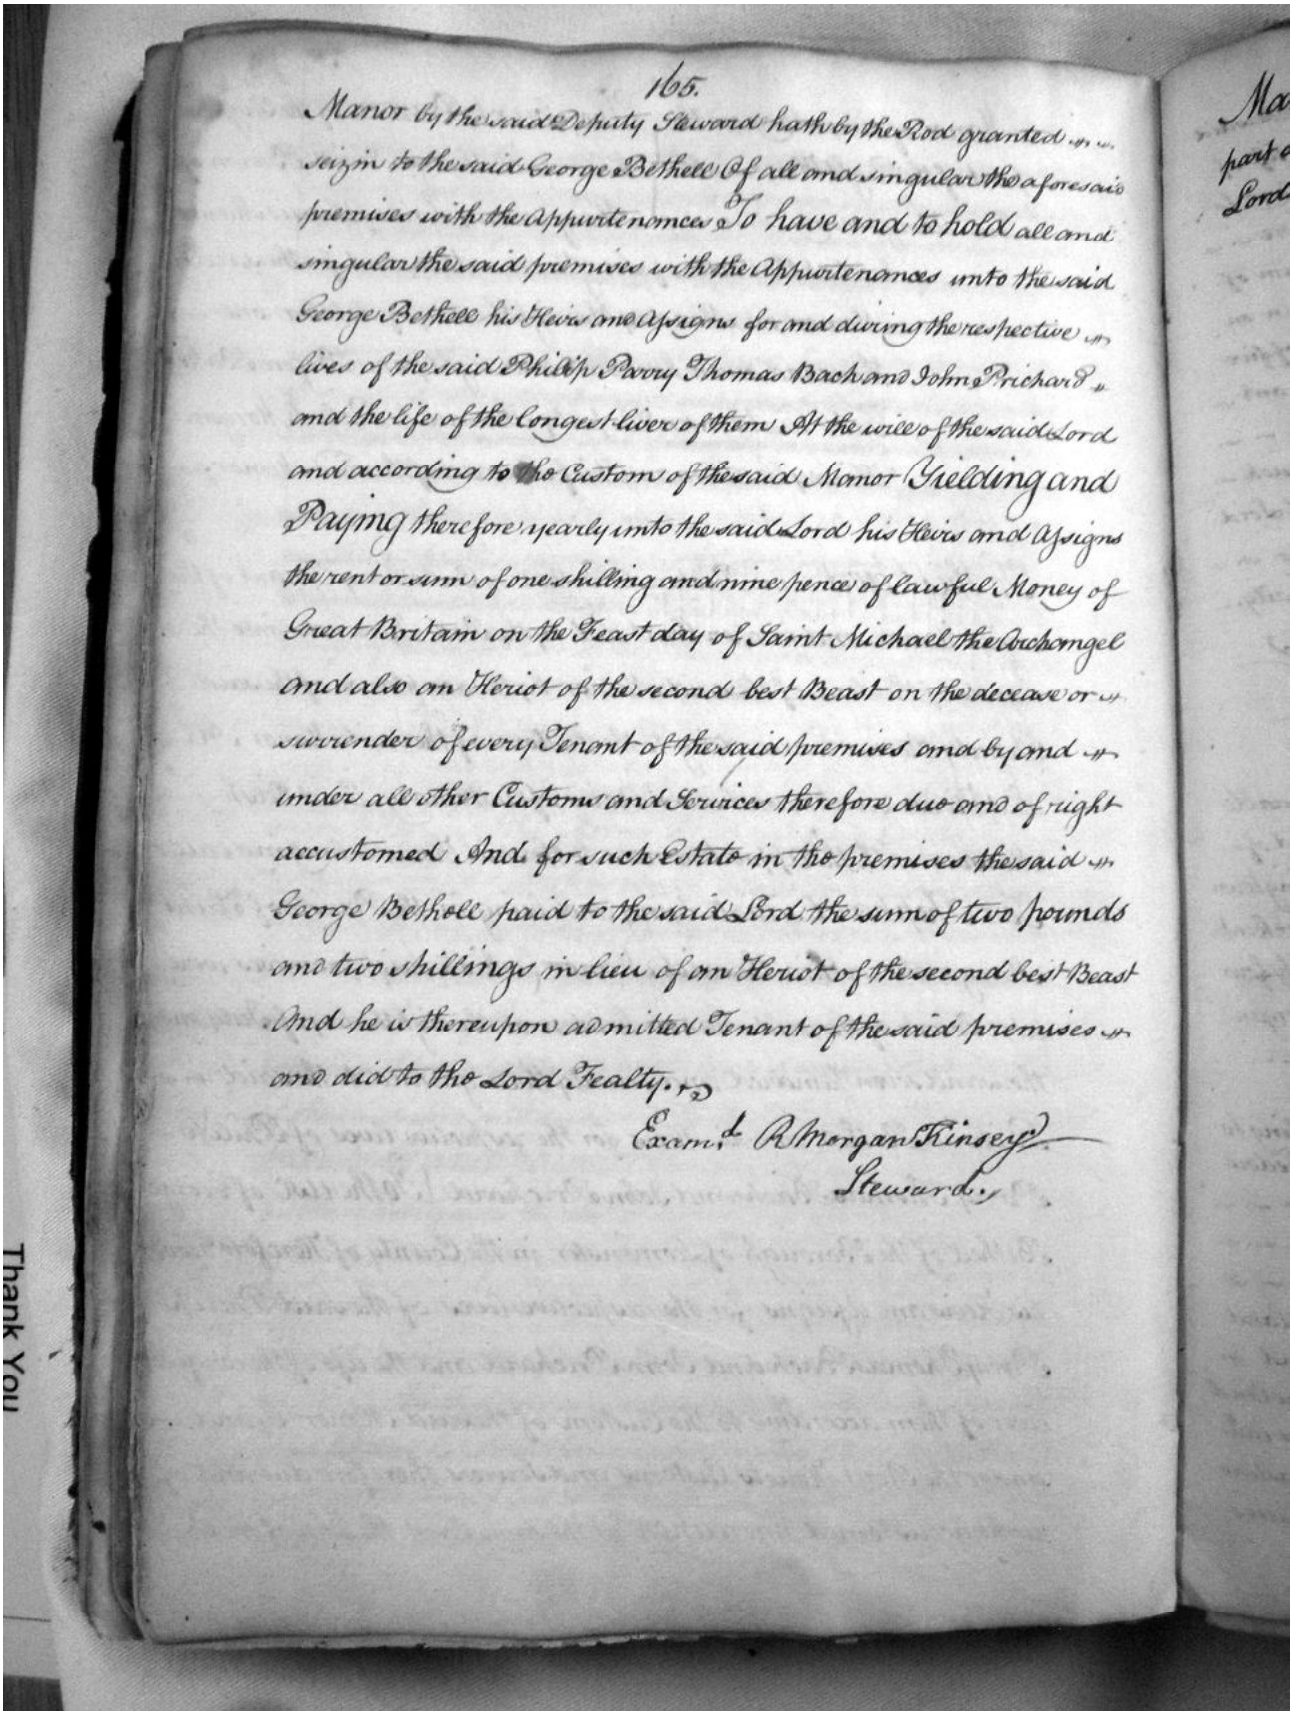 165.
Manor by the said Deputy Steward hath by the Rod granted
seizin to the said George Bethell Of all and singular the aforesaid
premises with the Appurtenances To have and to hold all and
singular the said premises with the Appurtenances unto the said
George Bethell his Heirs and Assigns for and during the respective
lives of the said Philip Parry Thomas Bach and John Prichard
and the life of the longest liver of them At the will of the said Lord
and according to the Custom of the said Manor Yielding and
Paying therefore yearly unto the said Lord his Heirs and Assigns
the rent or sum of one shilling and nine pence of lawful Money of
Great Britain on the Feast day of Saint Michael the Archangel
and also an Heriot of the second best Beast on the decease or
surrender of every Tenant of the said premises and by and
under all other Customs and Services therefore due and of right
accustomed And for such Estate in the premises the said
George Bethell paid to the said Lord the sum of two pounds
and two shillings in lieu of an Heriot of the second best Beast
And he is thereupon admitted Tenant of the said premises
and did to the Lord Fealty.
Exam.d R Morgan Kinsey
Steward.
Ma
part
Lord
Thank You